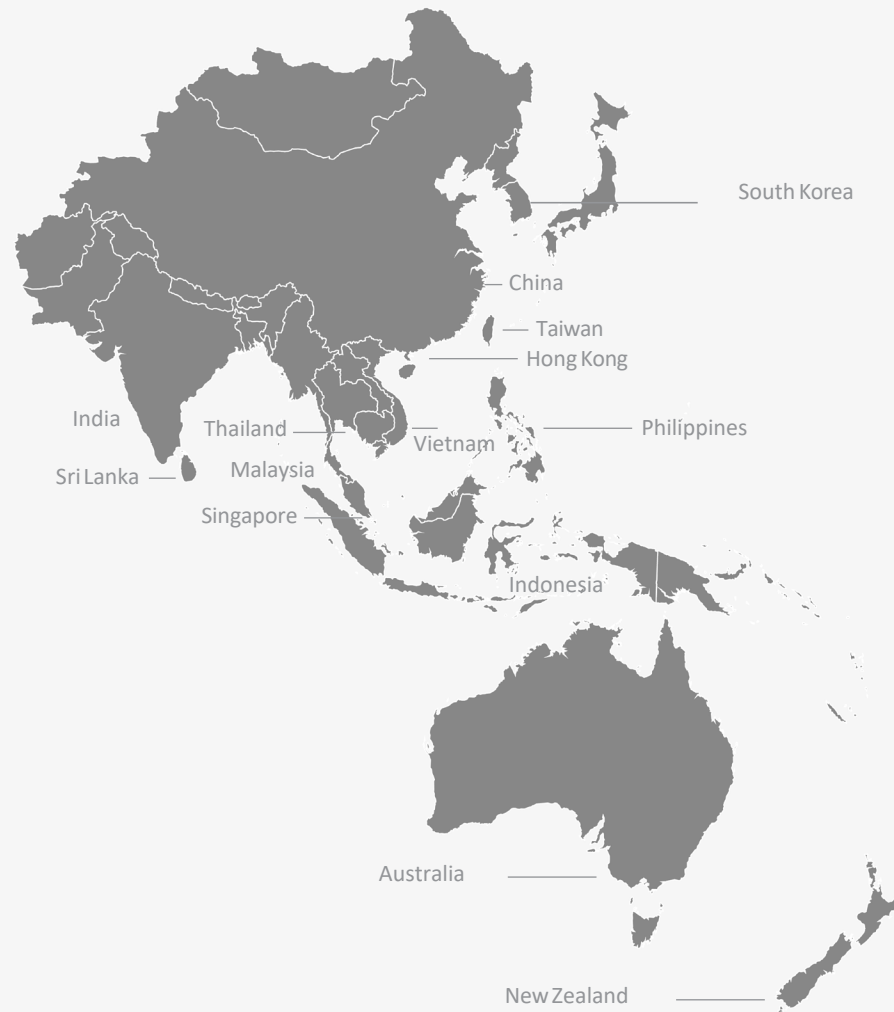 South Korea
China
Taiwan
Hong Kong
India
Thailand
Vietnam
Philippines
Sri Lanka
Malaysia
Singapore
Indonesia
Australia
New Zealand